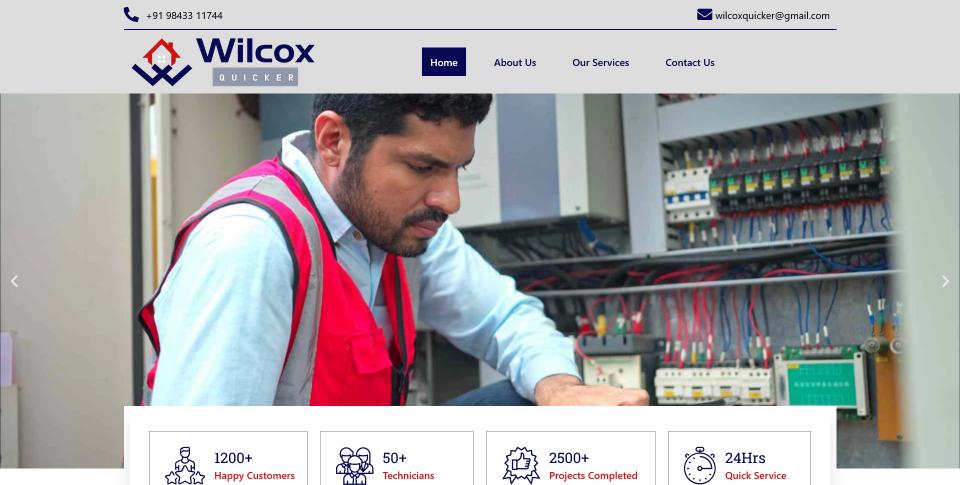 +91 98433 11744
wilcoxquicker@gmail.com
Wilcox
QUICKER
Home
About Us
Our Services
Contact Us
1200+
Happy Customers
50+
Technicians
2500+
Projects Completed
24Hrs
Quick Service